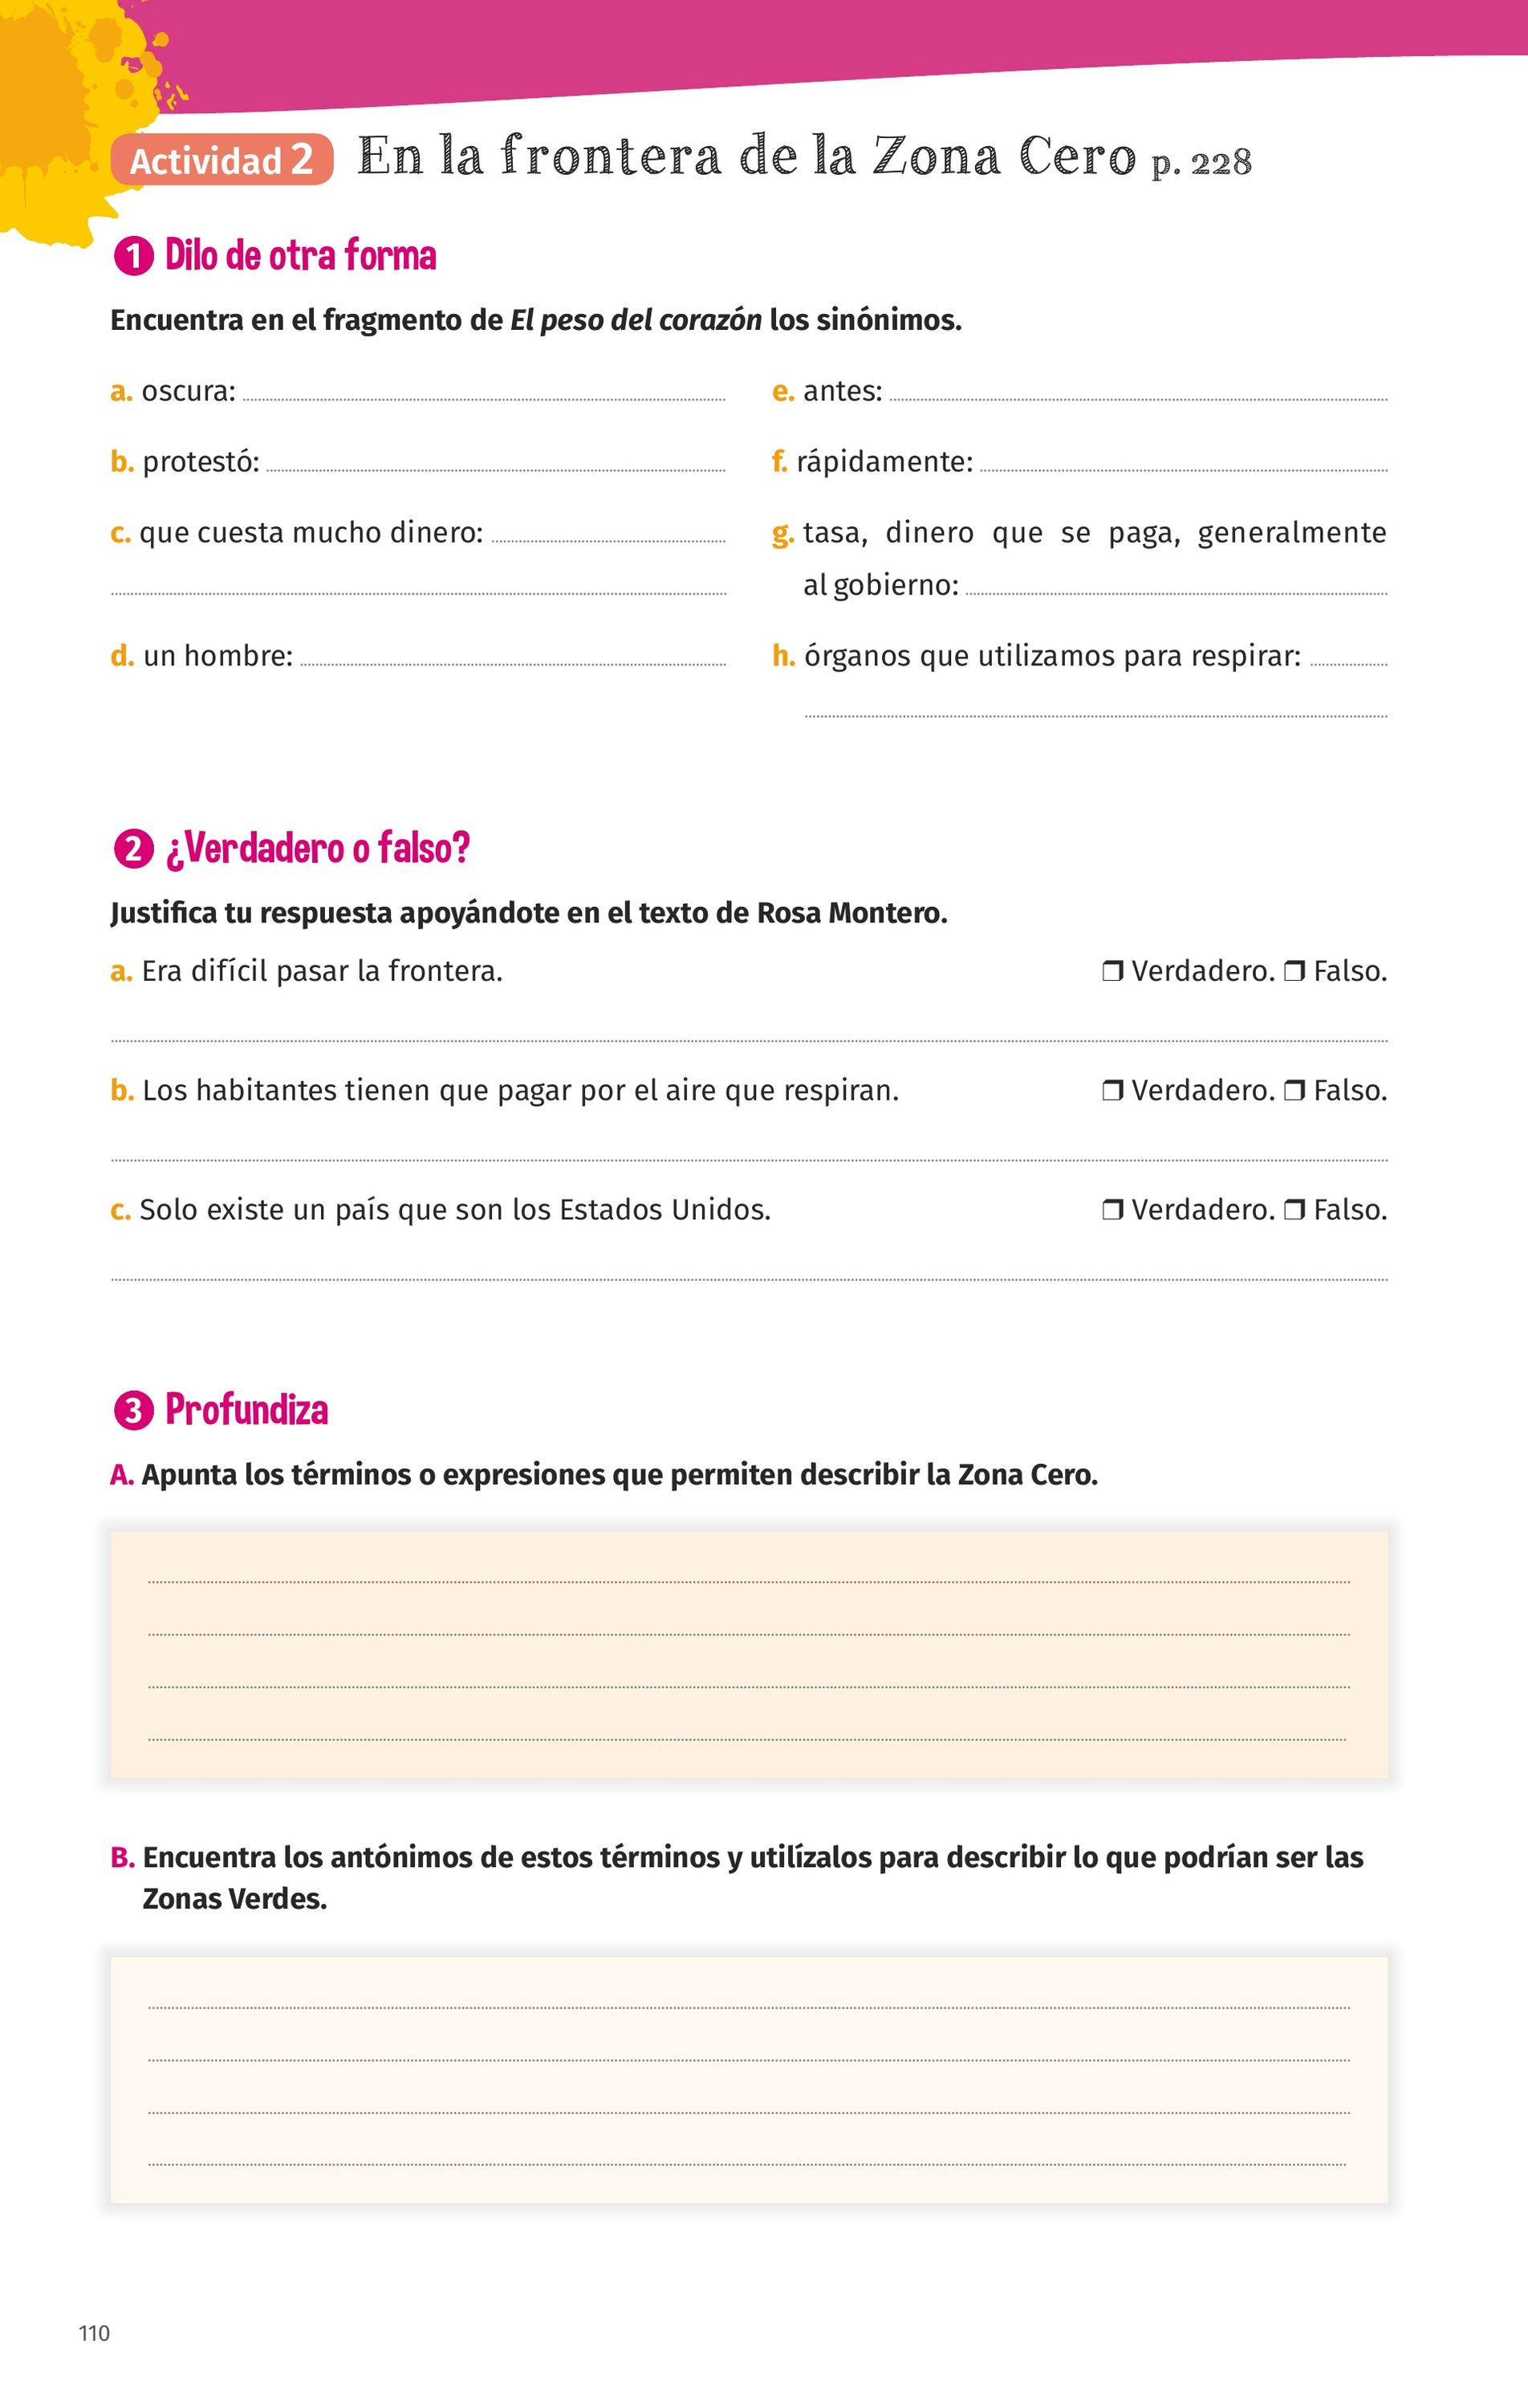 Actividad 2 En la frontera de la Zona Cero p. 228
1 Dilo de otra forma
Encuentra en el fragmento de El peso del corazón los sinónimos.
a. oscura:
b. protestó:
c. que cuesta mucho dinero:
d. un hombre:
e. antes:
f. rápidamente:
g. tasa, dinero que se paga, generalmente
al gobierno:
h. órganos que utilizamos para respirar:
2 ¿Verdadero o falso?
Justifica tu respuesta apoyándote en el texto de Rosa Montero.
a. Era difícil pasar la frontera. ❒ Verdadero. ❒ Falso.
b. Los habitantes tienen que pagar por el aire que respiran. ❒ Verdadero. ❒ Falso.
c. Solo existe un país que son los Estados Unidos. ❒ Verdadero. ❒ Falso.
3 Profundiza
A. Apunta los términos o expresiones que permiten describir la Zona Cero.
B. Encuentra los antónimos de estos términos y utilízalos para describir lo que podrían ser las
Zonas Verdes.
110